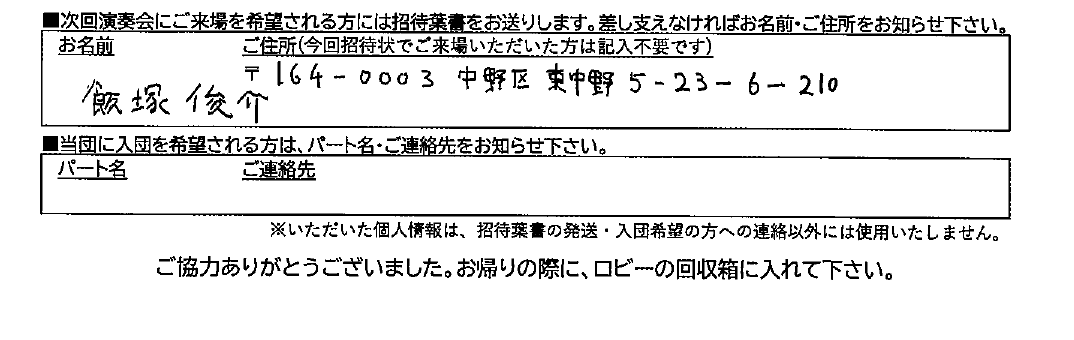 ■次回演奏会にご来場を希望される方には招待葉書をお送りします。差し支えなければお名前・ご住所をお知らせ下さい。
お名前 ご住所(今回招待状でご来場いただいた方は記入不要です)
〒164-0003 中野区 東中野 5-23-6-210
飯塚 俊介
■当団に入団を希望される方は、パート名・ご連絡先をお知らせ下さい。
パート名 ご連絡先
※いただいた個人情報は、招待葉書の発送・入団希望の方への連絡以外には使用いたしません。
ご協力ありがとうございました。お帰りの際に、ロビーの回収箱に入れて下さい。